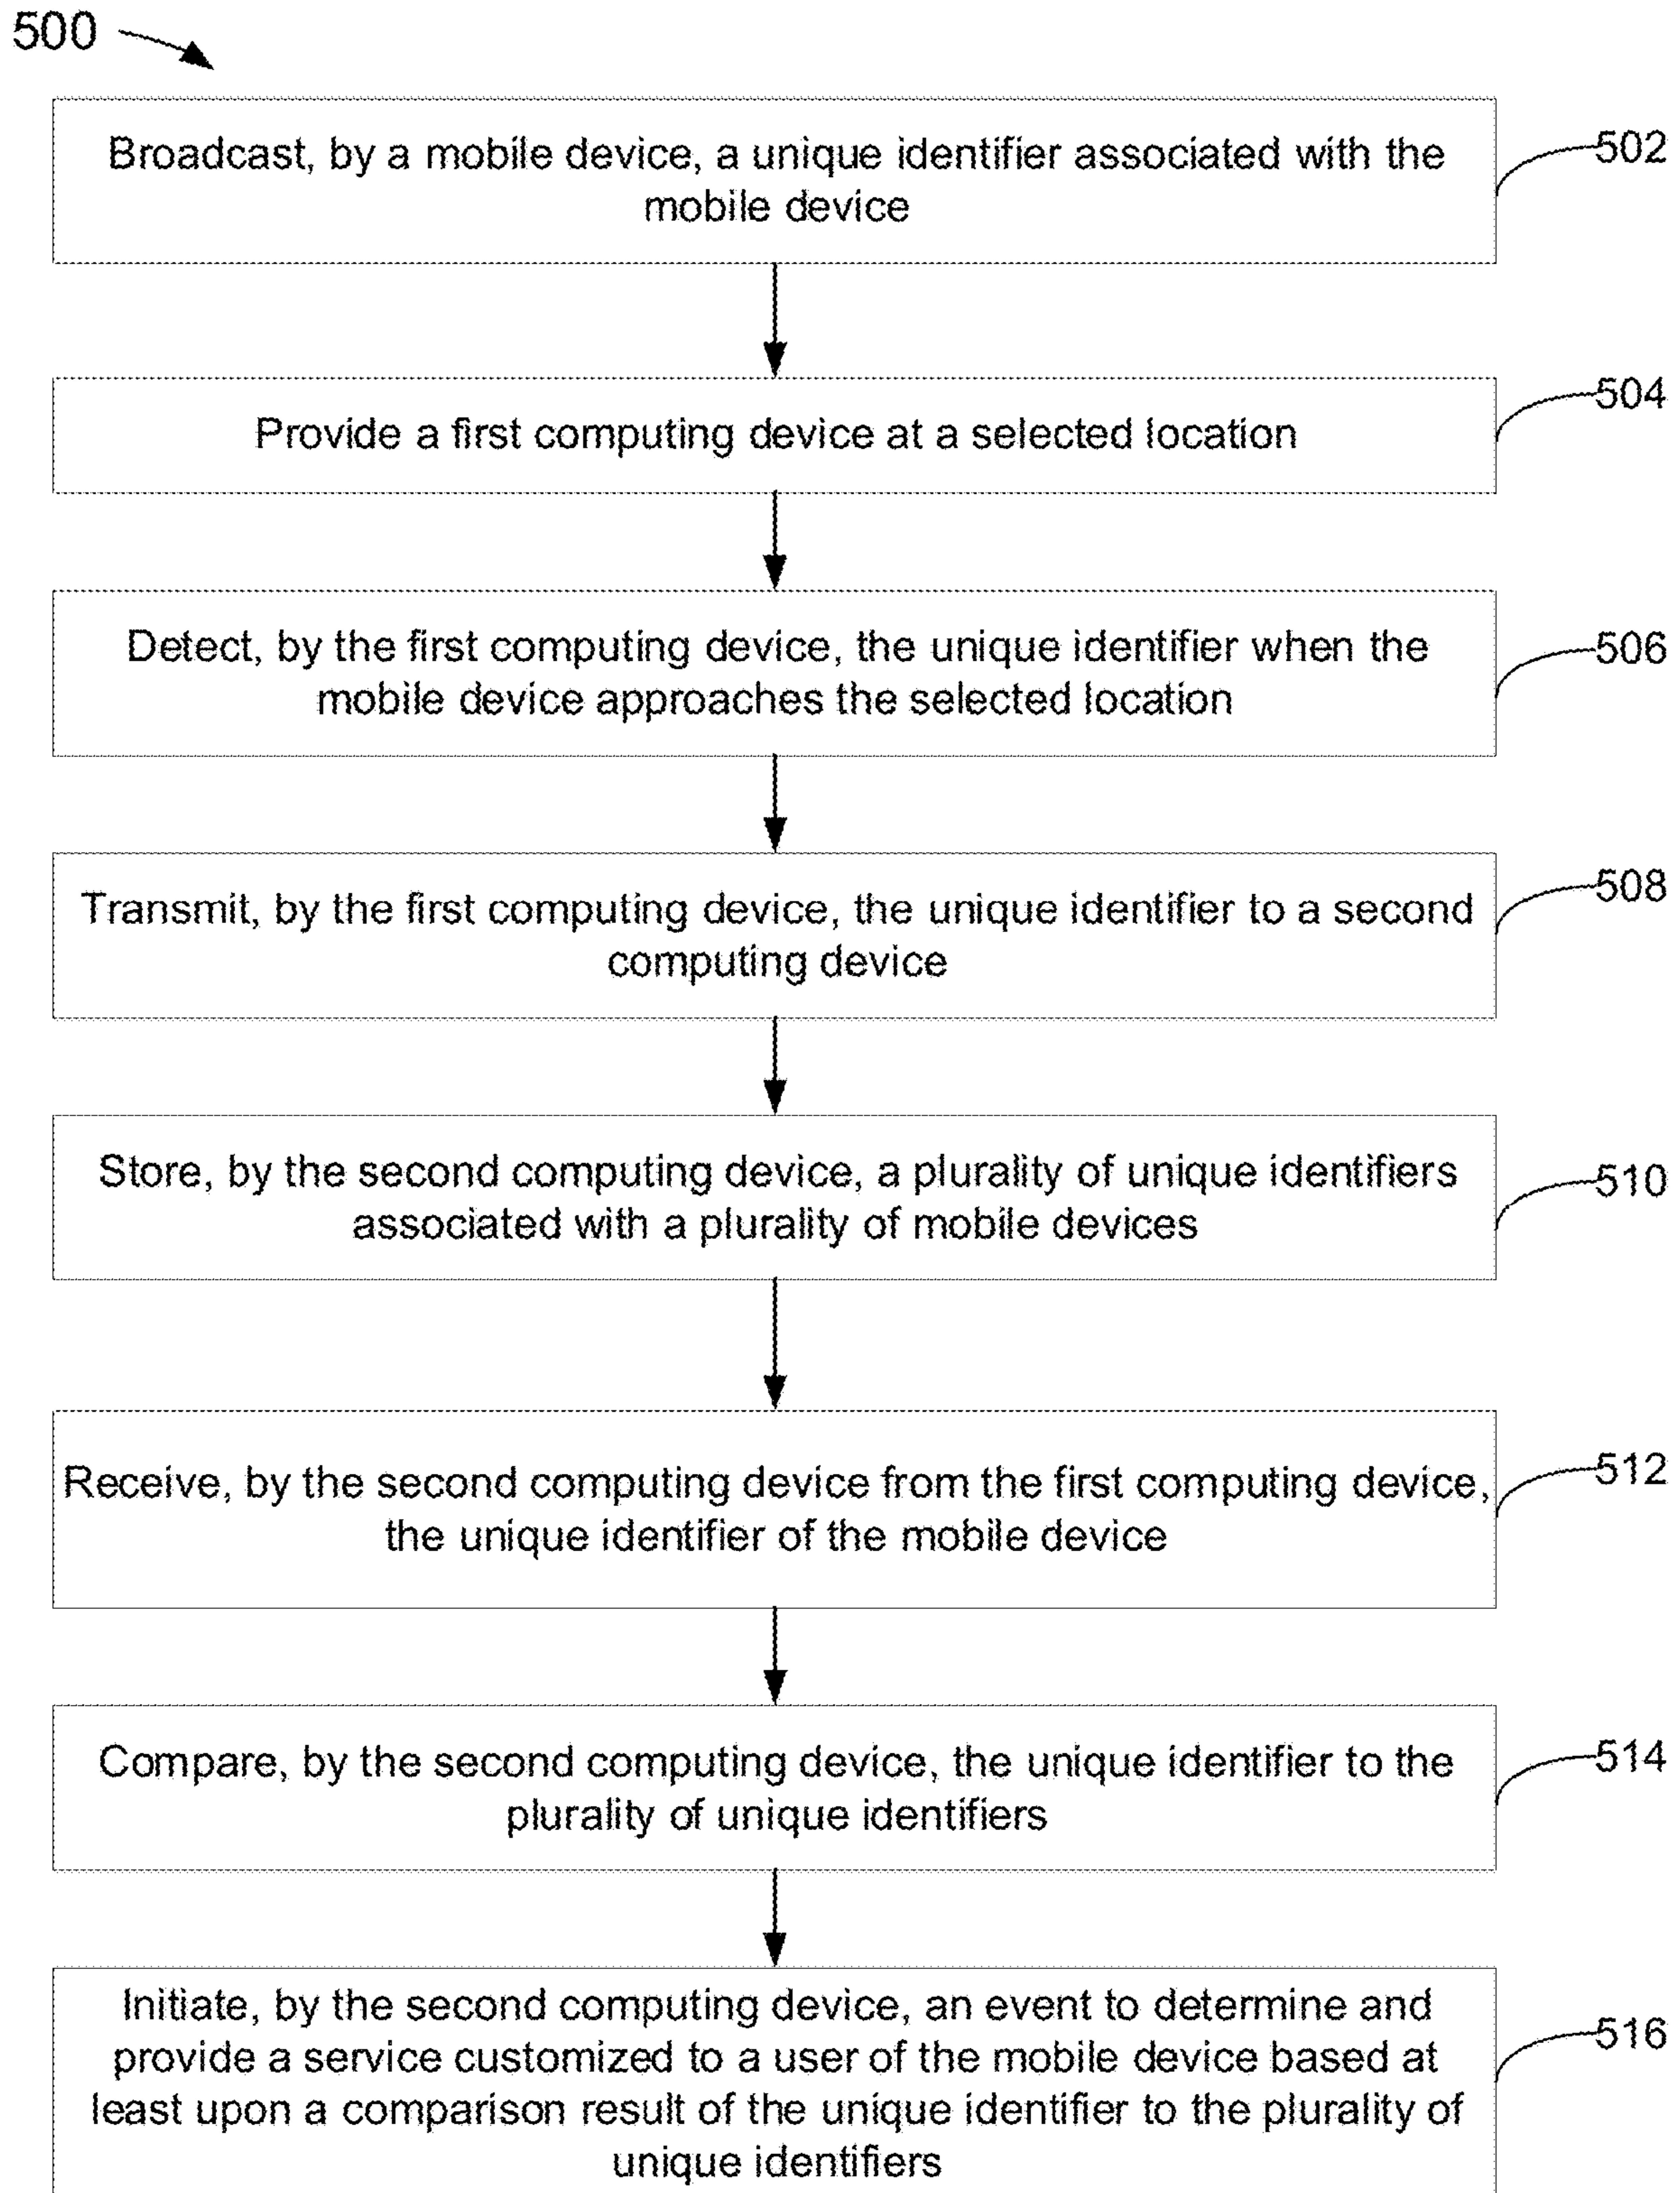 500
Broadcast, by a mobile device, a unique identifier associated with the
mobile device
502
Provide a first computing device at a selected location
504
Detect, by the first computing device, the unique identifier when the
mobile device approaches the selected location
506
Transmit, by the first computing device, the unique identifier to a second
computing device
508
Store, by the second computing device, a plurality of unique identifiers
associated with a plurality of mobile devices
510
Receive, by the second computing device from the first computing device,
the unique identifier of the mobile device
512
Compare, by the second computing device, the unique identifier to the
plurality of unique identifiers
514
Initiate, by the second computing device, an event to determine and
provide a service customized to a user of the mobile device based at
least upon a comparison result of the unique identifier to the plurality of
unique identifiers
516